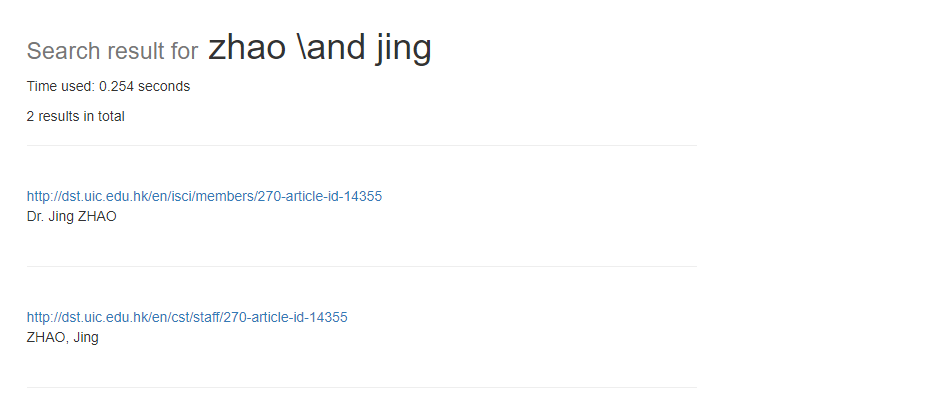 Search result for zhao \and jing
Time used: 0.254 seconds
2 results in total
http://dst.uic.edu.hk/en/isci/members/270-article-id-14355
Dr. Jing ZHAO
http://dst.uic.edu.hk/en/cst/staff/270-article-id-14355
ZHAO, Jing